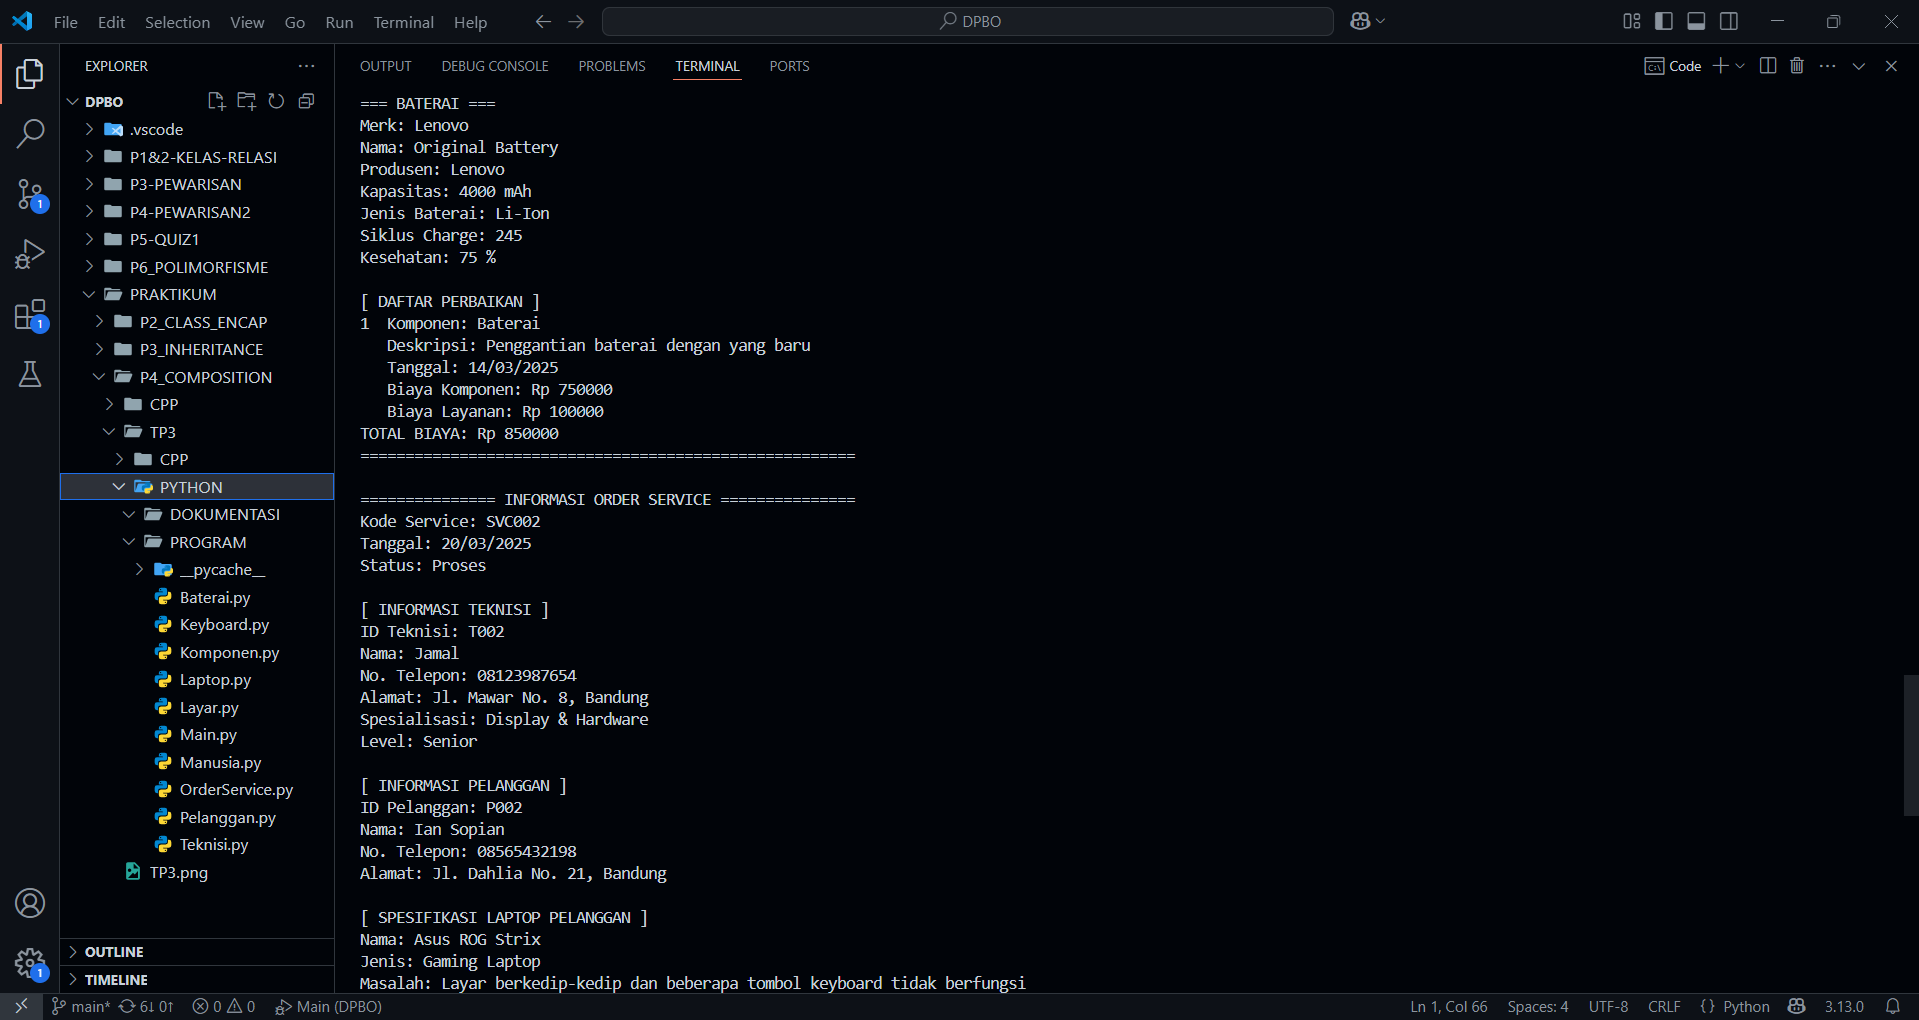 File Edit Selection View Go Run Terminal Help
DPBO
EXPLORER
DPBO
.vscode
P1&2-KELAS-RELASI
P3-PEWARISAN
P4-PEWARISAN2
P5-QUIZ1
P6_POLIMORFISME
PRAKTIKUM
P2_CLASS_ENCAP
P3_INHERITANCE
P4_COMPOSITION
CPP
TP3
CPP
PYTHON
DOKUMENTASI
PROGRAM
__pycache__
Baterai.py
Keyboard.py
Komponen.py
Laptop.py
Layar.py
Main.py
Manusia.py
OrderService.py
Pelanggan.py
Teknisi.py
TP3.png
OUTLINE
TIMELINE
1
1
1
OUTPUT DEBUG CONSOLE PROBLEMS TERMINAL PORTS
Code
=== BATERAI ===
Merk: Lenovo
Nama: Original Battery
Produsen: Lenovo
Kapasitas: 4000 mAh
Jenis Baterai: Li-Ion
Siklus Charge: 245
Kesehatan: 75 %
[ DAFTAR PERBAIKAN ]
1 Komponen: Baterai
Deskripsi: Penggantian baterai dengan yang baru
Tanggal: 14/03/2025
Biaya Komponen: Rp 750000
Biaya Layanan: Rp 100000
TOTAL BIAYA: Rp 850000
=======================================================
=============== INFORMASI ORDER SERVICE ===============
Kode Service: SVC002
Tanggal: 20/03/2025
Status: Proses
[ INFORMASI TEKNISI ]
ID Teknisi: T002
Nama: Jamal
No. Telepon: 08123987654
Alamat: Jl. Mawar No. 8, Bandung
Spesialisasi: Display & Hardware
Level: Senior
[ INFORMASI PELANGGAN ]
ID Pelanggan: P002
Nama: Ian Sopian
No. Telepon: 08565432198
Alamat: Jl. Dahlia No. 21, Bandung
[ SPESIFIKASI LAPTOP PELANGGAN ]
Nama: Asus ROG Strix
Jenis: Gaming Laptop
Masalah: Layar berkedip-kedip dan beberapa tombol keyboard tidak berfungsi
main* 6↓ 0↑ 0 0 Main (DPBO)
Ln 1, Col 66 Spaces: 4 UTF-8 CRLF {} Python 3.13.0